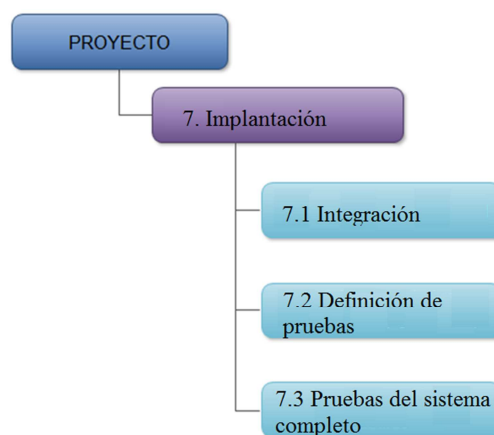 PROYECTO
7. Implantación
7.1 Integración
7.2 Definición de
pruebas
7.3 Pruebas del sistema
completo